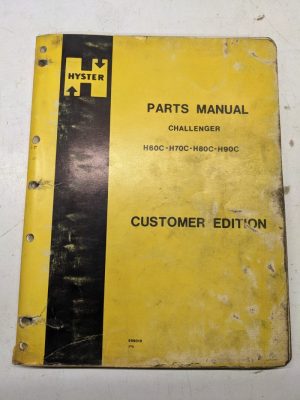 HYSTER
PARTS MANUAL
CHALLENGER
H60C-H70C-H80C-H90C
CUSTOMER EDITION